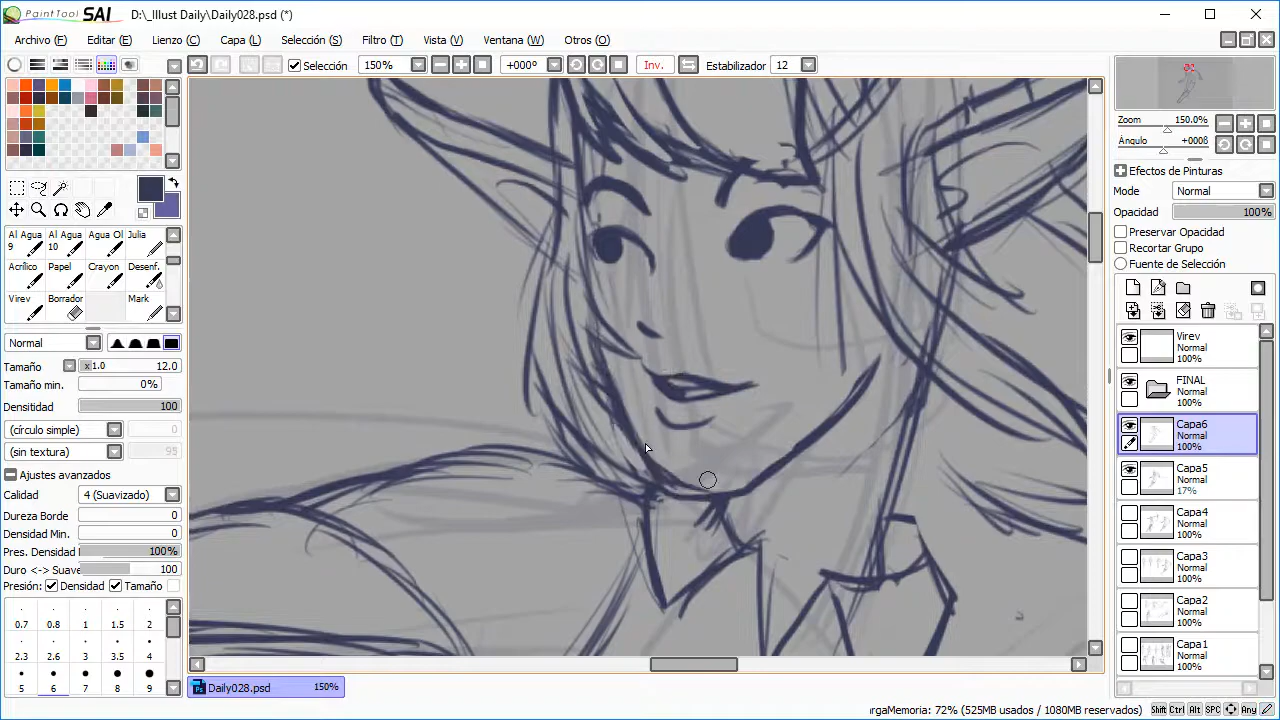 PaintTool SAI D:\_Illust Daily\Daily028.psd (*)
Archivo (F) Editar (E) Lienzo (C) Capa (L) Selección (S) Filtro (T) Vista (V) Ventana (W) Otros (O)
Selección 150% +000° Inv. Estabilizador 12
Zoom 150.0%
Ángulo +0008
Efectos de Pinturas
Modo Normal
Opacidad 100%
Preservar Opacidad
Recortar Grupo
Fuente de Selección
Al Agua 9 Al Agua 10 Agua Ol Julia
Acrílico Papel Crayon Desenf.
Virev Borrador Mark
Normal
Tamaño x1.0 12.0
Tamaño min. 0%
Densitidad 100
(círculo simple) 0
(sin textura) 95
Ajustes avanzados
Calidad 4 (Suavizado)
Dureza Borde 0
Densidad Min. 0
Pres. Densidad 100%
Duro <-> Suave 100
Presión: Densidad Tamaño
0.7 0.8 1 1.5 2
2.3 2.6 3 3.5 4
5 6 7 8 9
Virev
Normal
100%
FINAL
Normal
100%
Capa6
Normal
100%
Capa5
Normal
17%
Capa4
Normal
100%
Capa3
Normal
100%
Capa2
Normal
100%
Capa1
Normal
100%
Daily028.psd 150%
argaMemoria: 72% (525MB usados / 1080MB reservados) Shift Ctrl Alt SPC Any